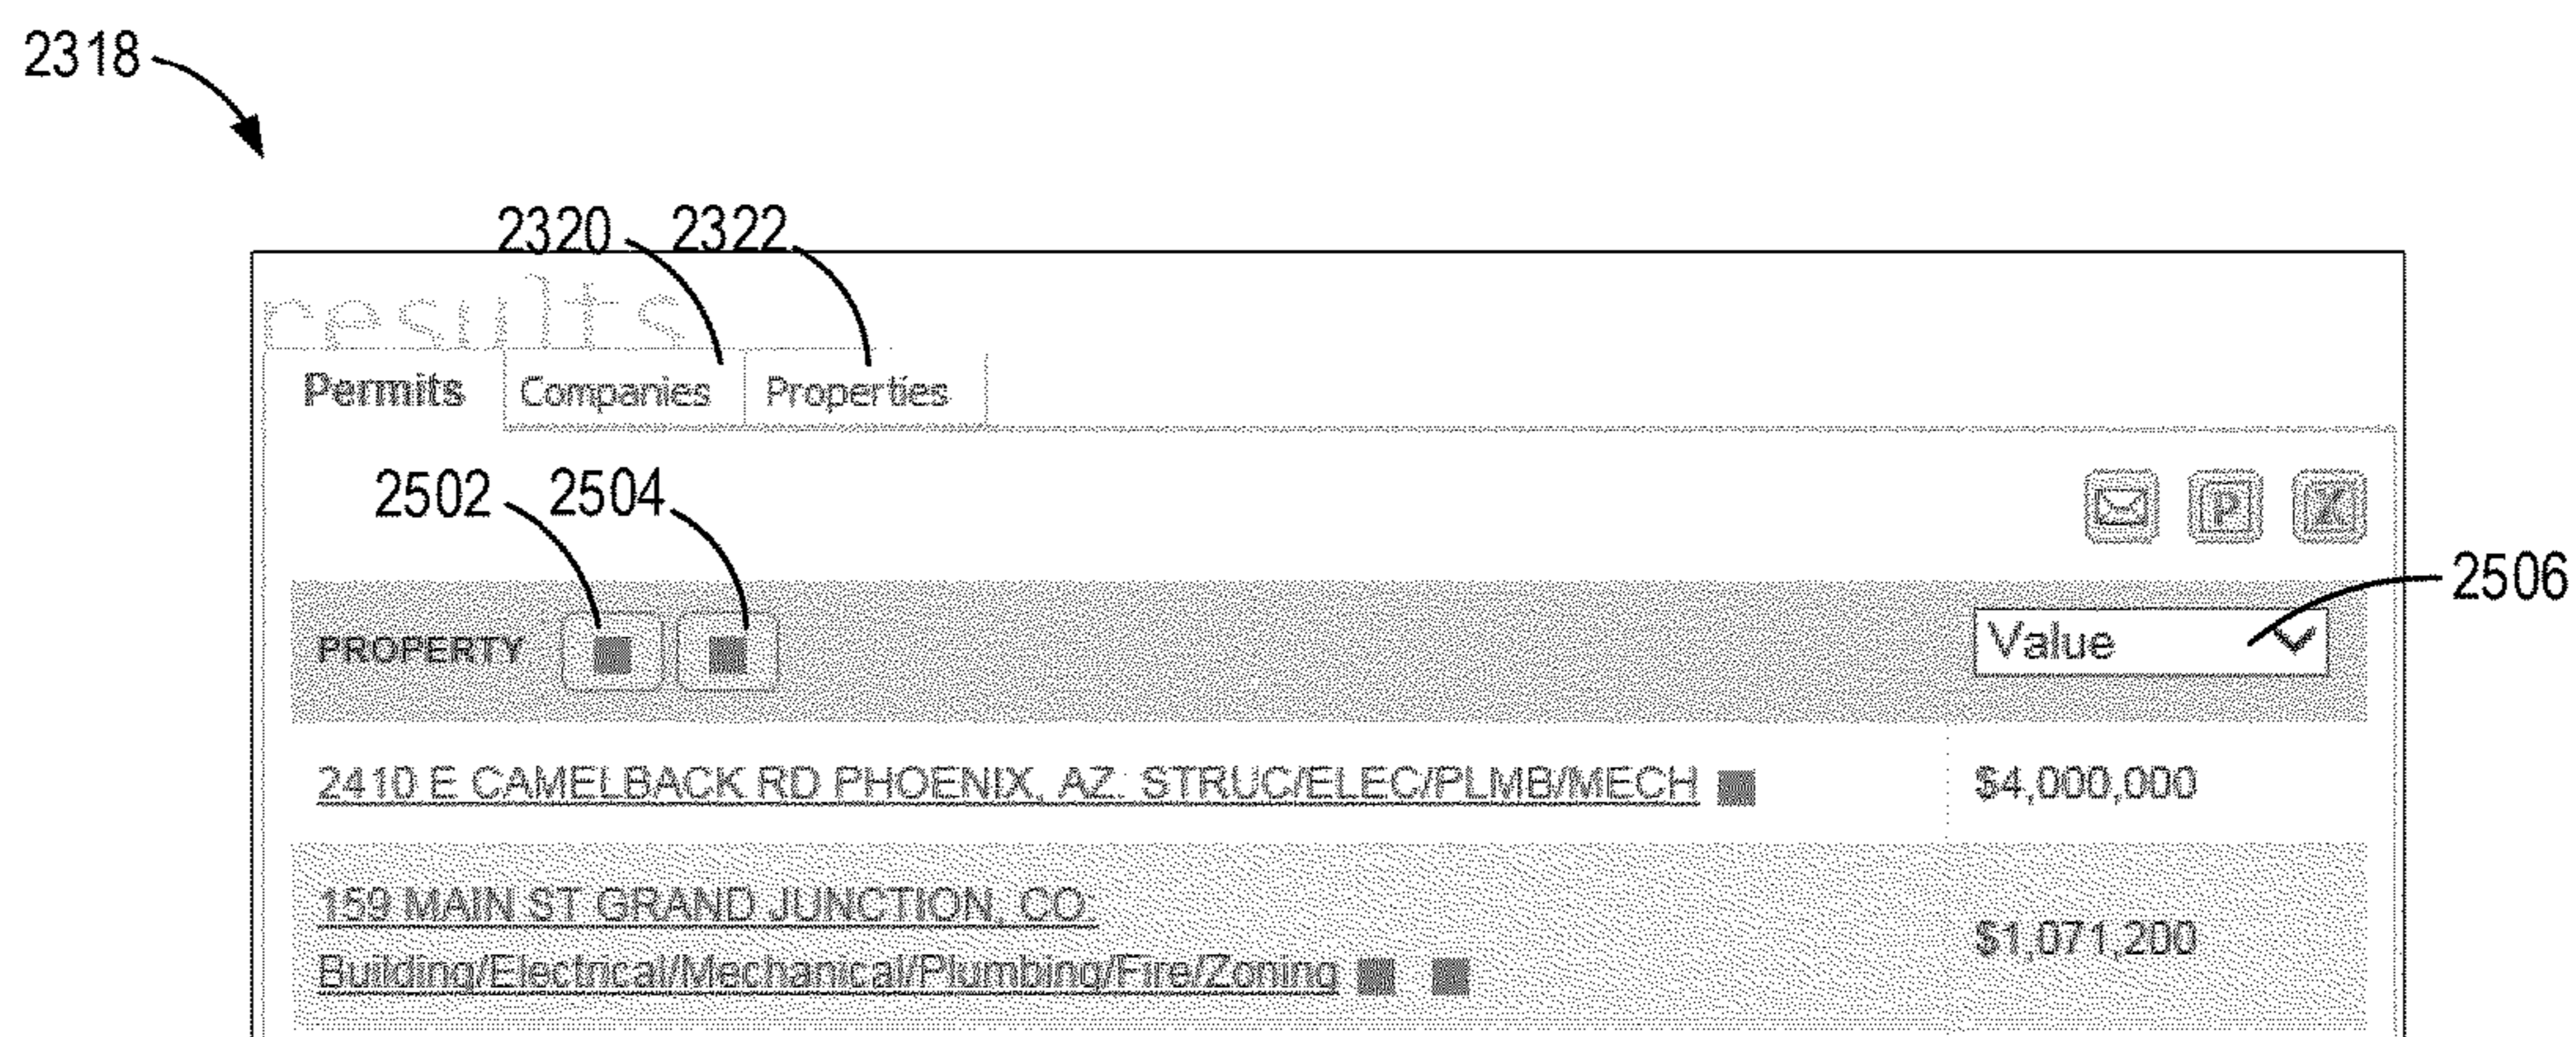 2318
2320 2322
results
Permits Companies Properties
2502 2504
P X
2506
PROPERTY Value
2410 E CAMELBACK RD PHOENIX, AZ: STRUC/ELEC/PLMB/MECH $4,000,000
159 MAIN ST GRAND JUNCTION, CO:
$1,071,200
Building/Electrical/Mechanical/Plumbing/Fire/Zoning